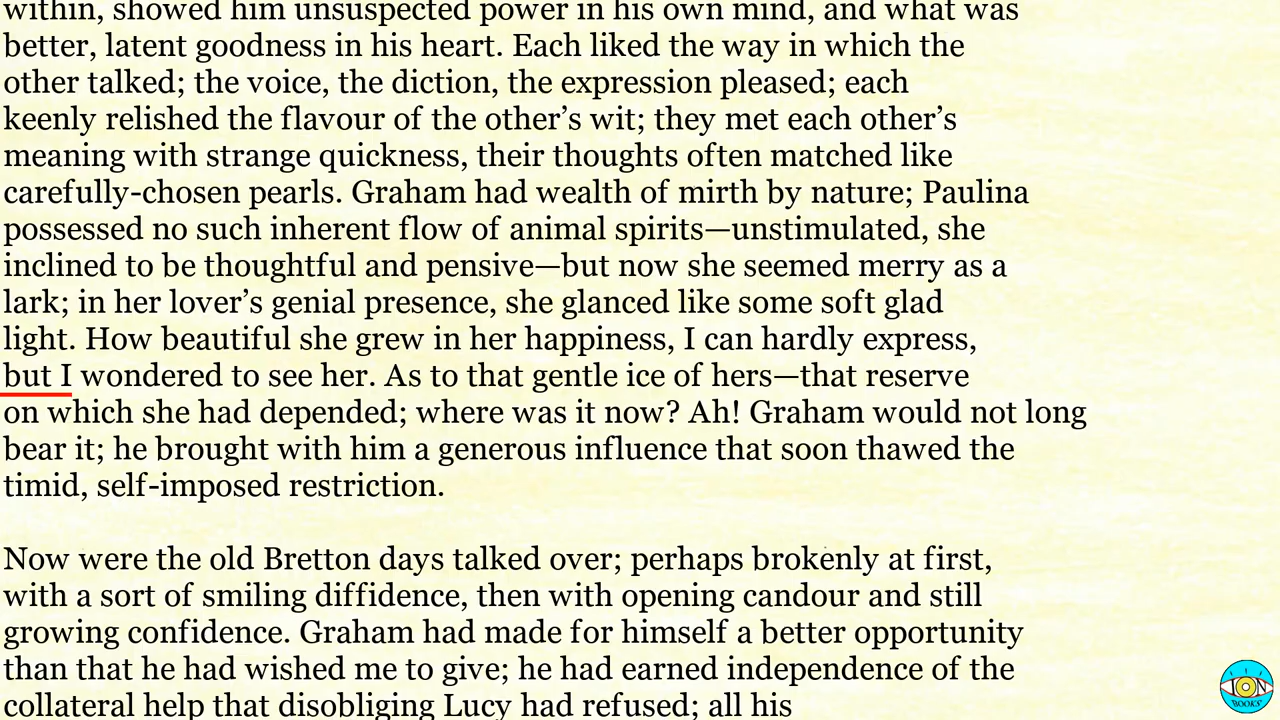 within, showed him unsuspected power in his own mind, and what was
better, latent goodness in his heart. Each liked the way in which the
other talked; the voice, the diction, the expression pleased; each
keenly relished the flavour of the other’s wit; they met each other’s
meaning with strange quickness, their thoughts often matched like
carefully-chosen pearls. Graham had wealth of mirth by nature; Paulina
possessed no such inherent flow of animal spirits—unstimulated, she
inclined to be thoughtful and pensive—but now she seemed merry as a
lark; in her lover’s genial presence, she glanced like some soft glad
light. How beautiful she grew in her happiness, I can hardly express,
but I wondered to see her. As to that gentle ice of hers—that reserve
on which she had depended; where was it now? Ah! Graham would not long
bear it; he brought with him a generous influence that soon thawed the
timid, self-imposed restriction.
Now were the old Bretton days talked over; perhaps brokenly at first,
with a sort of smiling diffidence, then with opening candour and still
growing confidence. Graham had made for himself a better opportunity
than that he had wished me to give; he had earned independence of the
collateral help that disobliging Lucy had refused; all his
ION
BOOKS